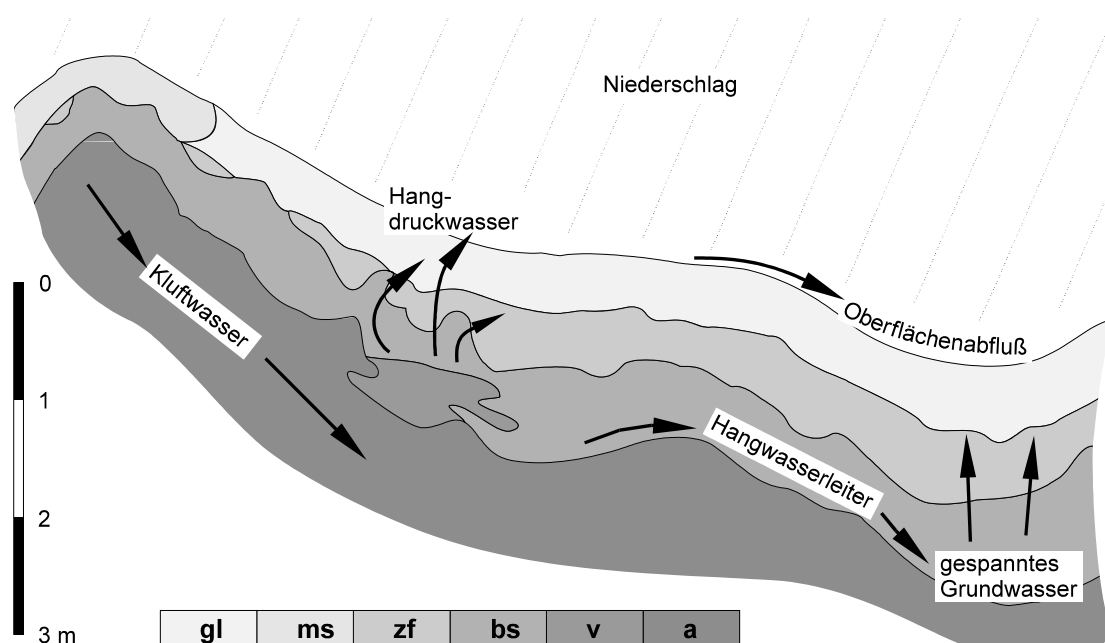 Niederschlag
Hang-
druckwasser
Kluftwasser
Oberflächenabfluß
Hangwasserleiter
gespanntes
Grundwasser
0
1
2
3 m
gl ms zf bs v a